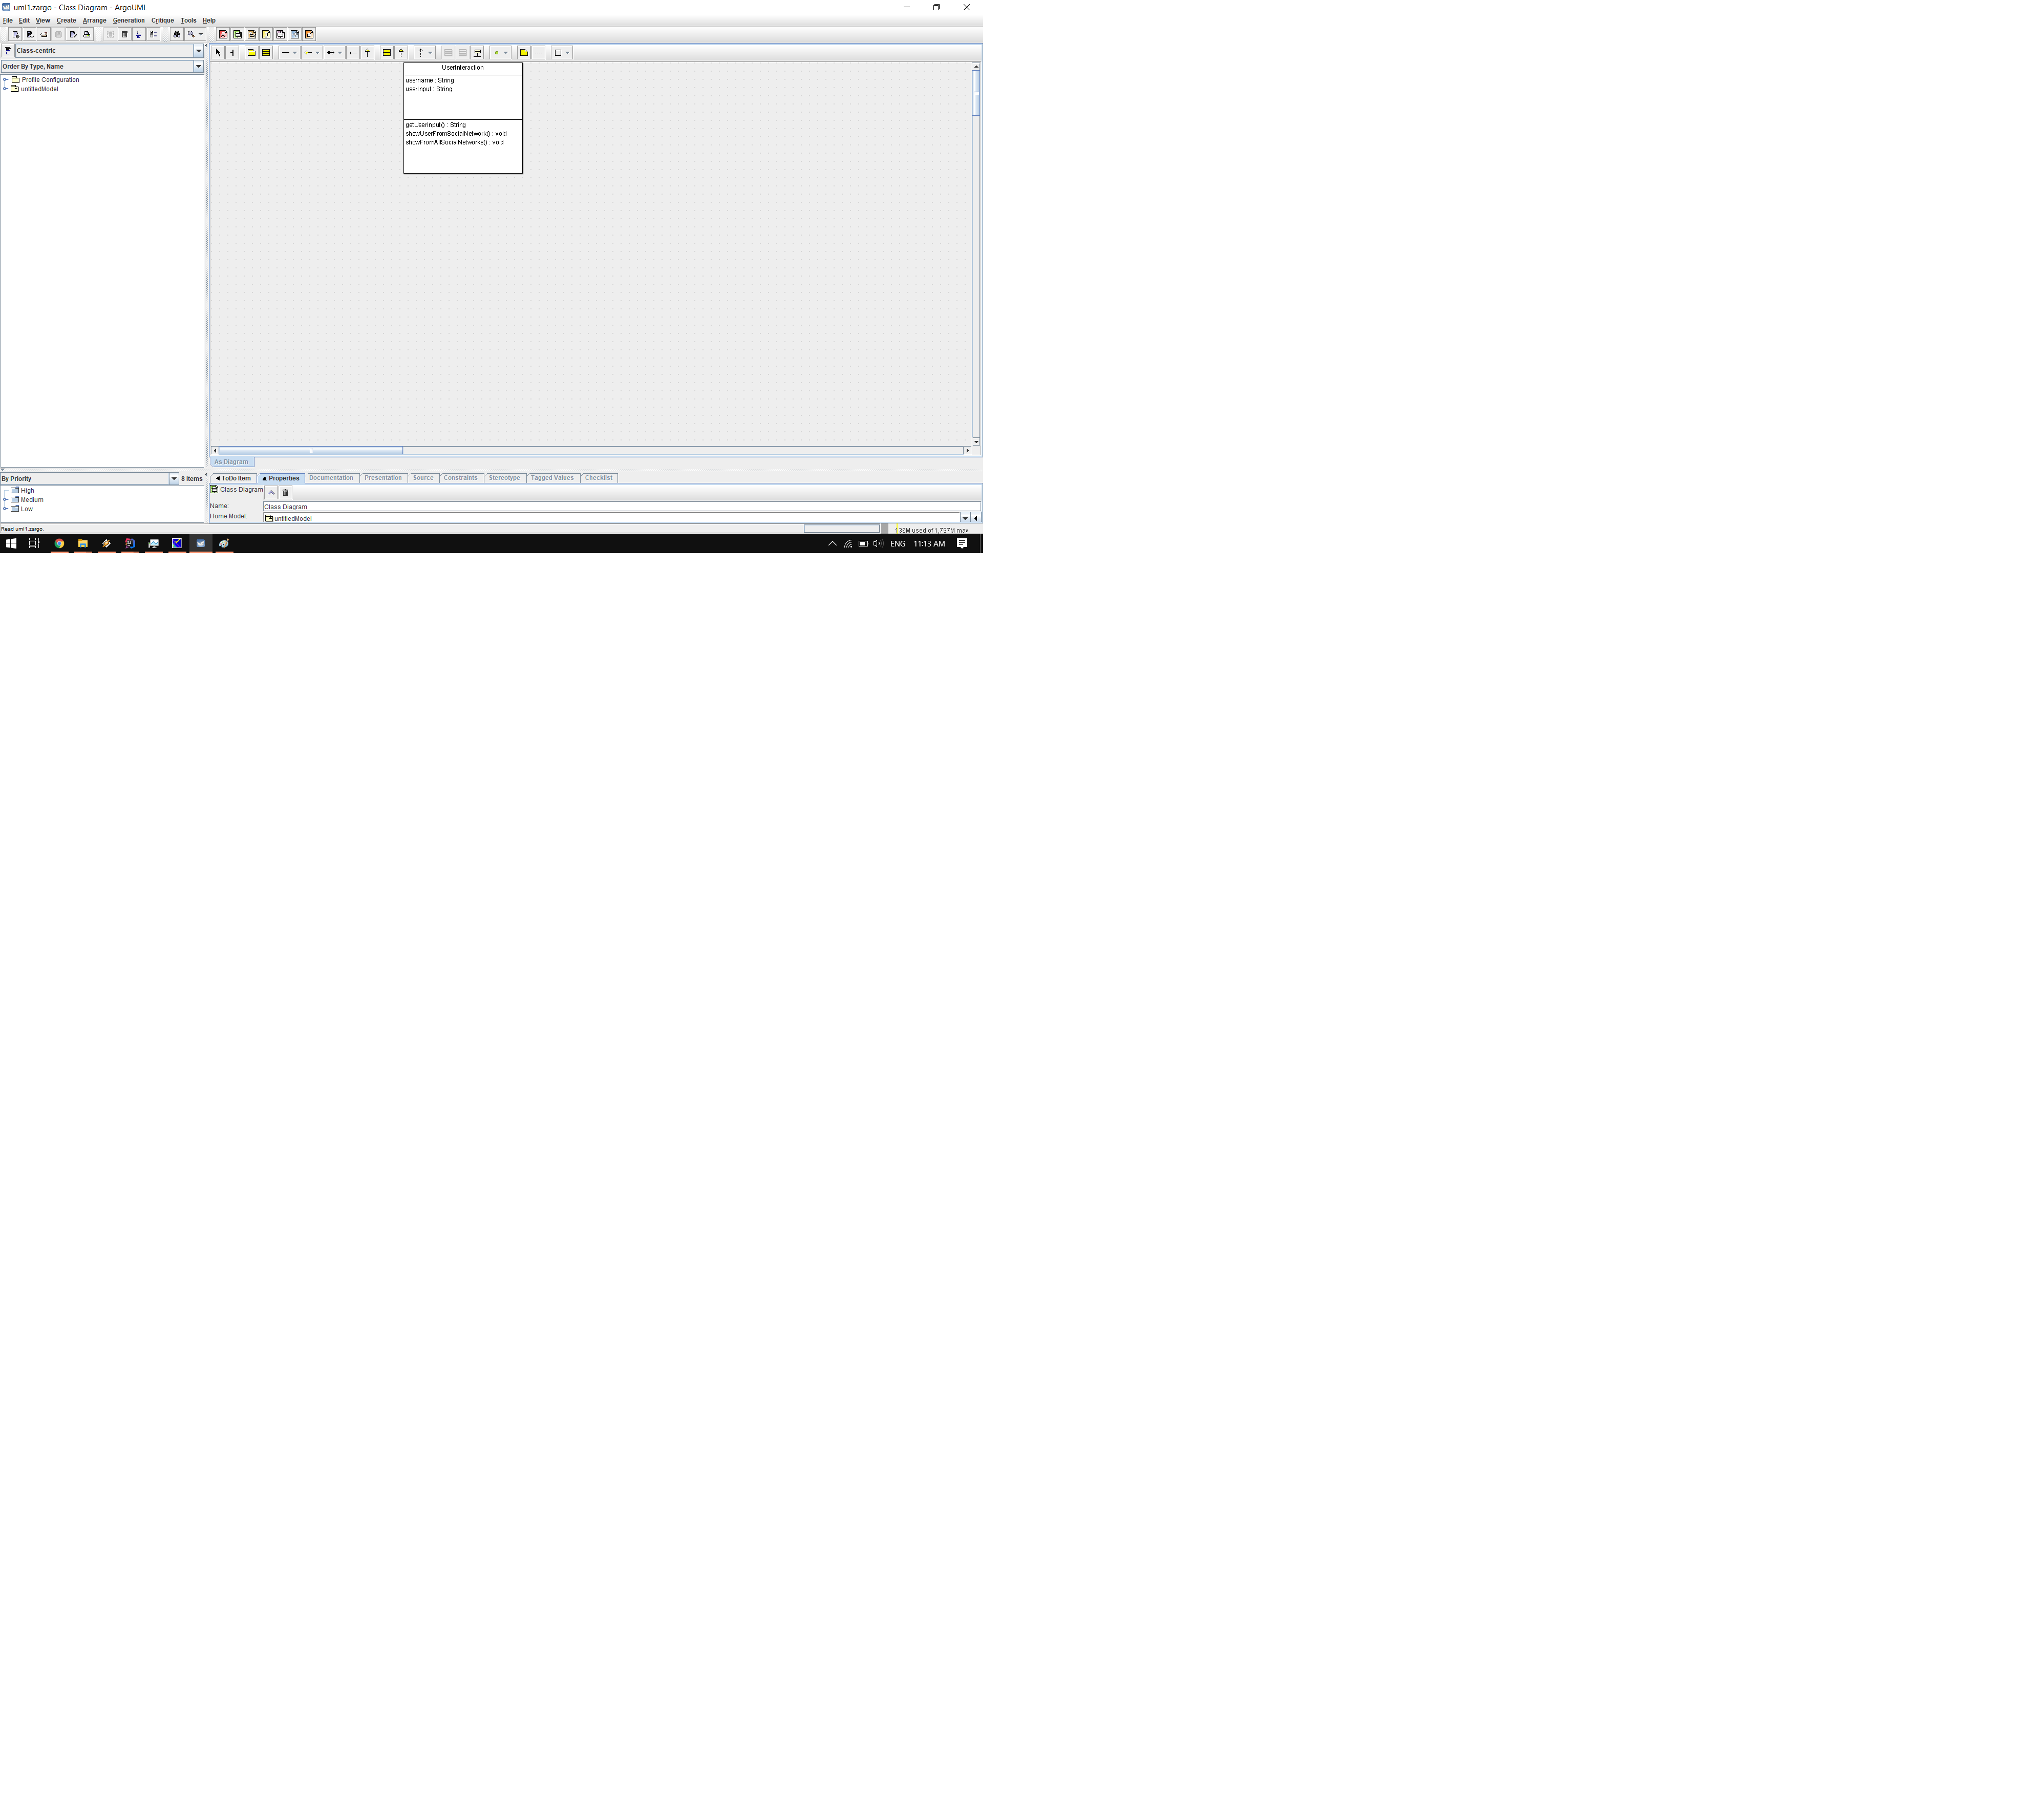 uml1.zargo - Class Diagram - ArgoUML
File Edit View Create Arrange Generation Critique Tools Help
Class-centric
Order By Type, Name
Profile Configuration
untitledModel
UserInteraction
username : String
userInput : String
getUserInput() : String
showUserFromSocialNetwork() : void
showFromAllSocialNetworks() : void
As Diagram
By Priority 8 Items
High
Medium
Low
ToDo Item Properties Documentation Presentation Source Constraints Stereotype Tagged Values Checklist
Class Diagram
Name: Class Diagram
Home Model: untitledModel
Read uml1.zargo
136M used of 1,797M max
ENG 11:13 AM